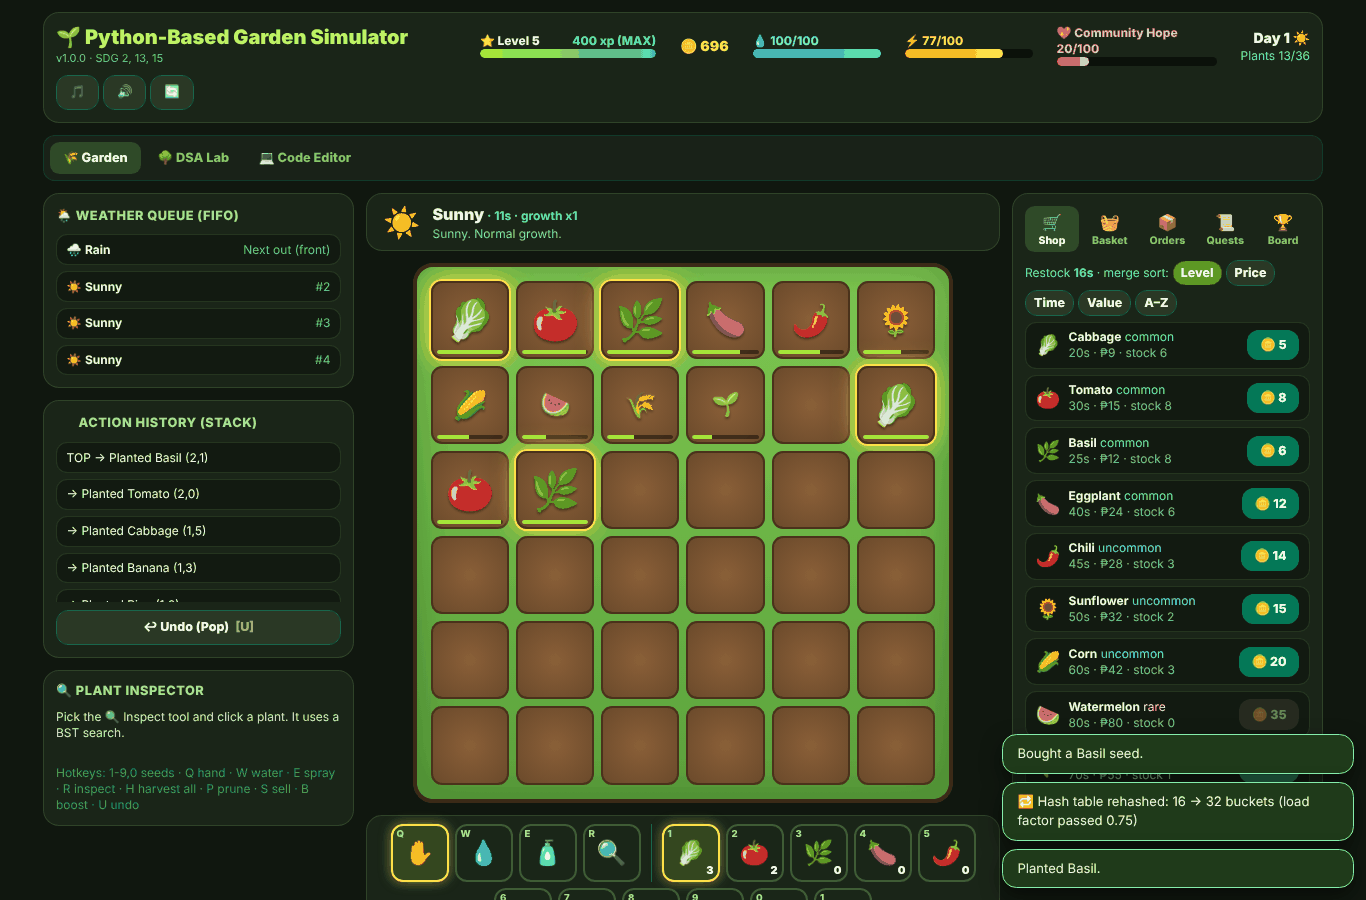 Python-Based Garden Simulator
v1.0.0 · SDG 2, 13, 15
Level 5 400 xp (MAX)
696
100/100
77/100
Community Hope
20/100
Day 1
Plants 13/36
Garden
DSA Lab
Code Editor
WEATHER QUEUE (FIFO)
Rain Next out (front)
Sunny #2
Sunny #3
Sunny #4
ACTION HISTORY (STACK)
TOP → Planted Basil (2,1)
→ Planted Tomato (2,0)
→ Planted Cabbage (1,5)
→ Planted Banana (1,3)
↩ Undo (Pop) [U]
PLANT INSPECTOR
Pick the 🔍 Inspect tool and click a plant. It uses a
BST search.
Hotkeys: 1-9,0 seeds · Q hand · W water · E spray
· R inspect · H harvest all · P prune · S sell · B
boost · U undo
Sunny · 11s · growth x1
Sunny. Normal growth.
Q
W
E
R
1 3
2 2
3 0
4 0
5 0
6
7
8
9
0
1
Shop
Basket
Orders
Quests
Board
Restock 16s · merge sort: Level Price
Time Value A–Z
Cabbage common
20s · ₱9 · stock 6
5
Tomato common
30s · ₱15 · stock 8
8
Basil common
25s · ₱12 · stock 8
6
Eggplant common
40s · ₱24 · stock 6
12
Chili uncommon
45s · ₱28 · stock 3
14
Sunflower uncommon
50s · ₱32 · stock 2
15
Corn uncommon
60s · ₱42 · stock 3
20
Watermelon rare
80s · ₱80 · stock 0
35
Bought a Basil seed.
70s · ₱55 · stock 1
Hash table rehashed: 16 → 32 buckets (load
factor passed 0.75)
Planted Basil.